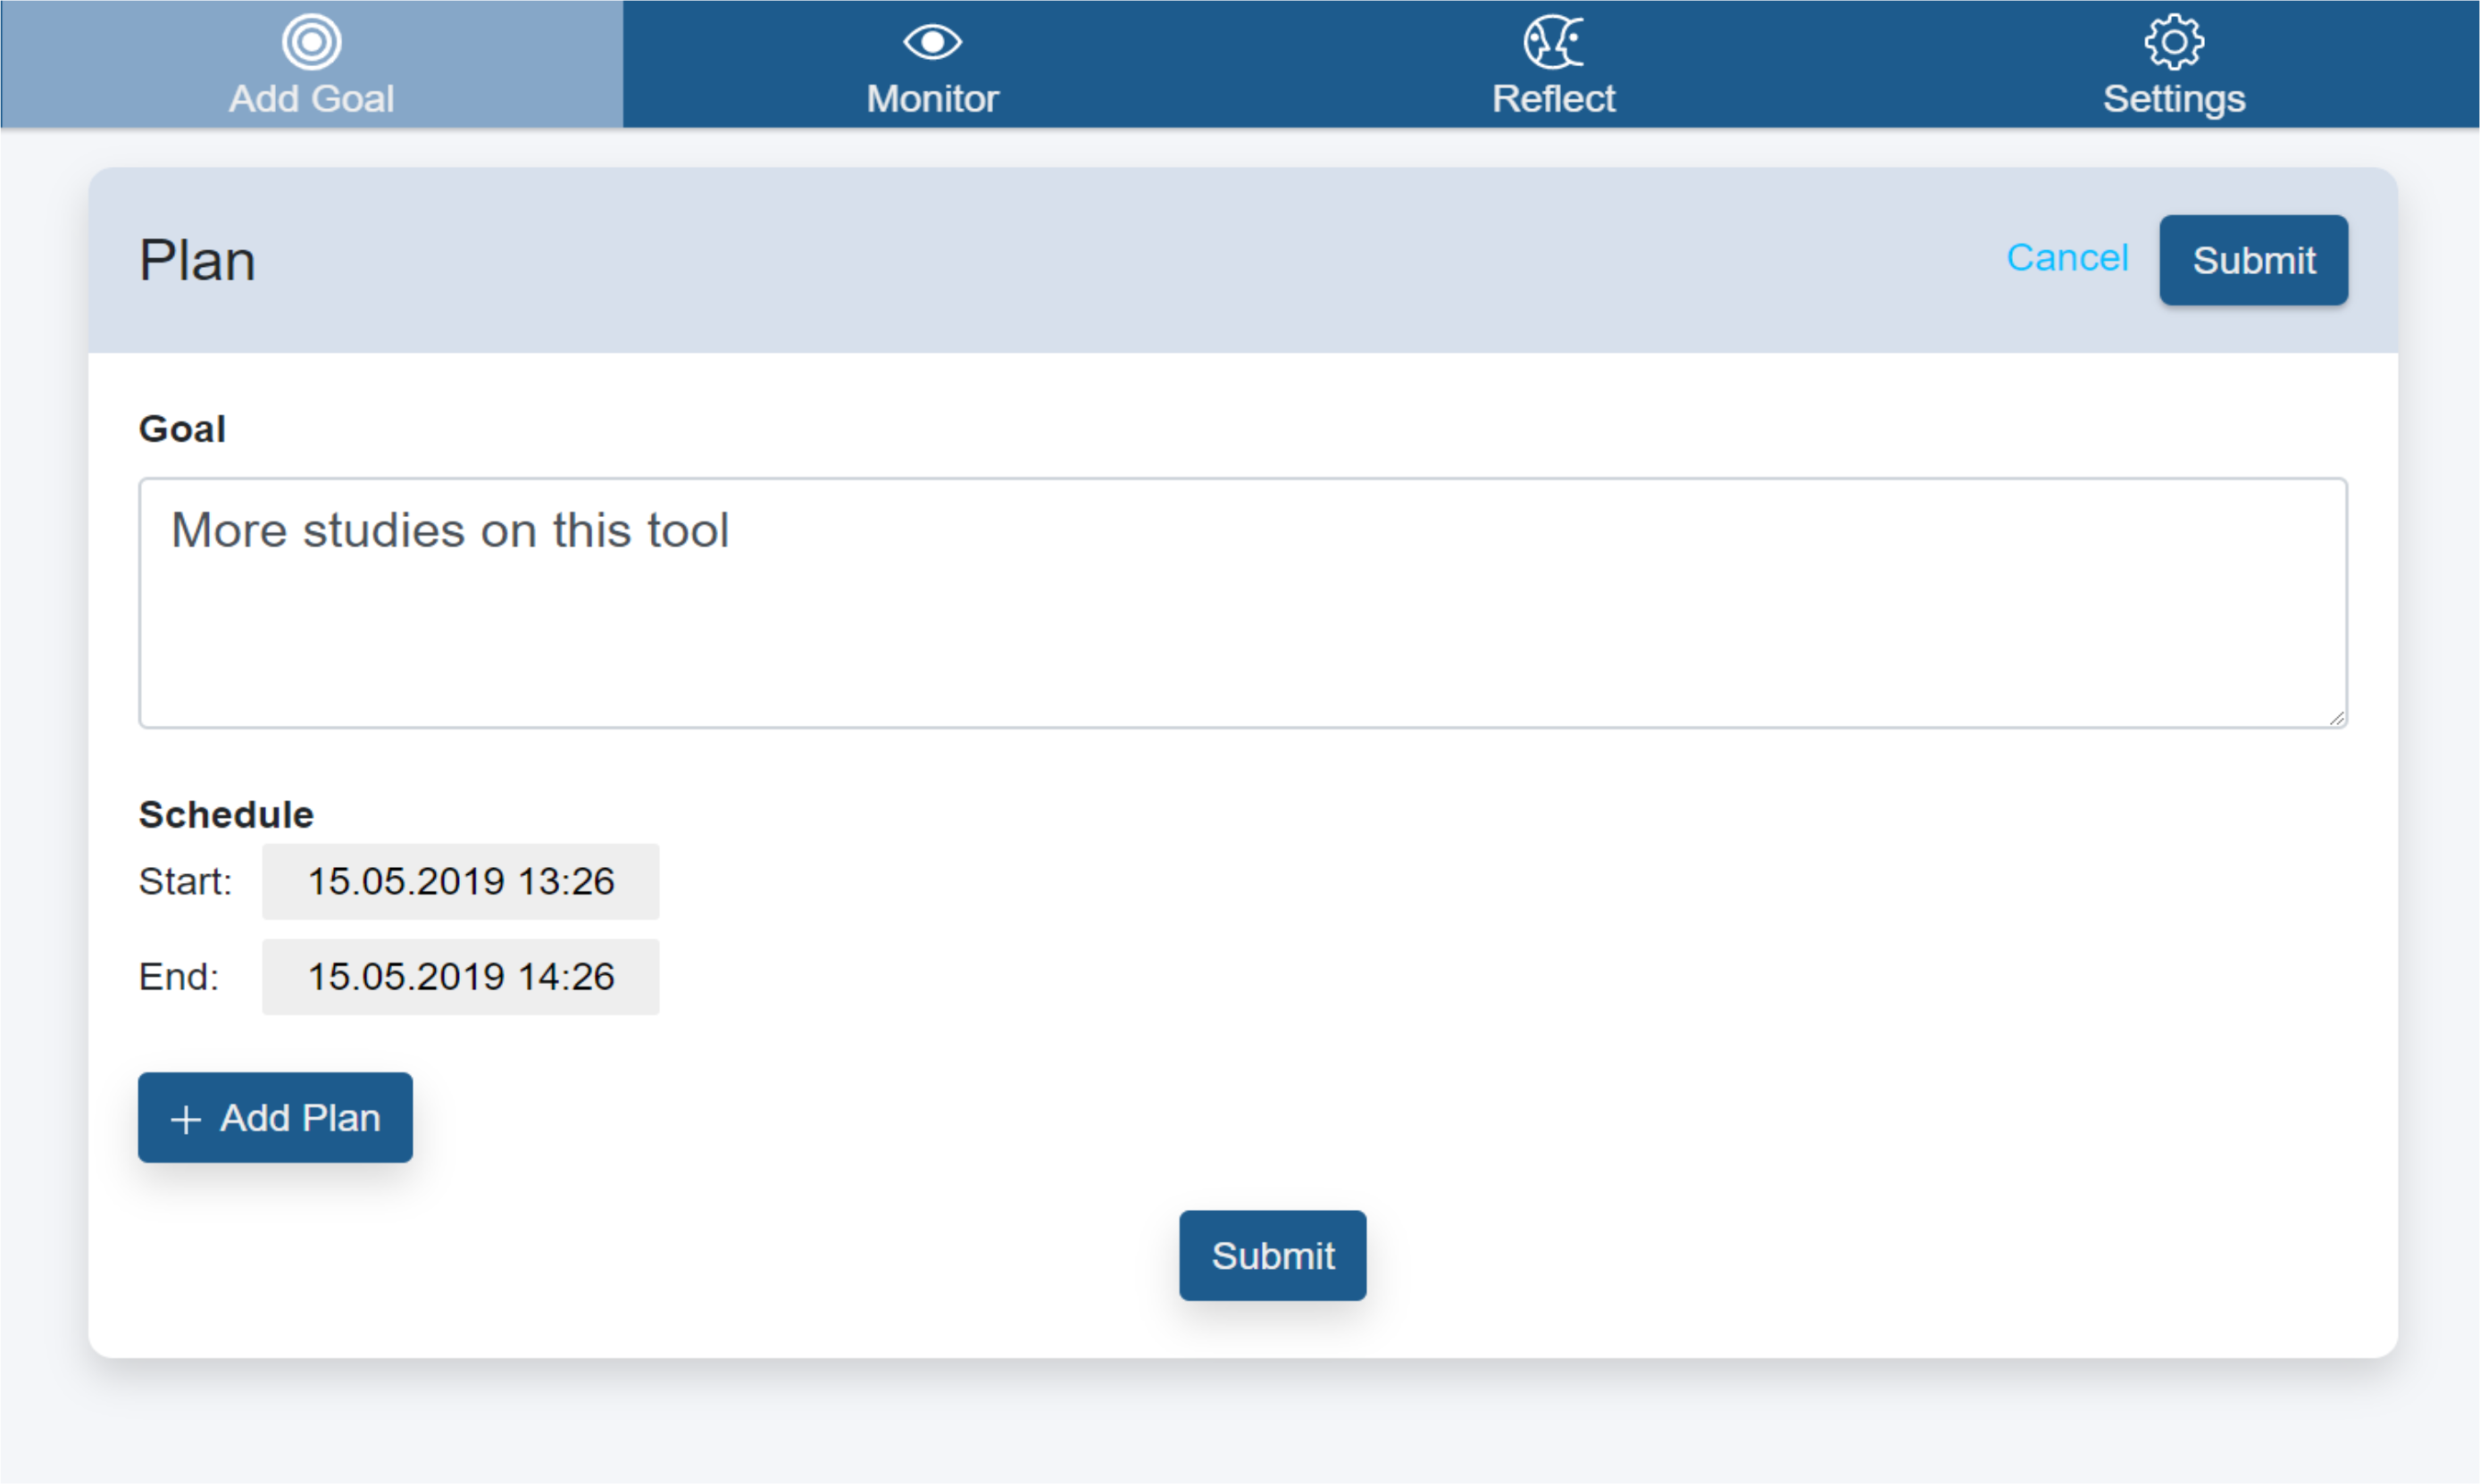 Add Goal
Monitor
Reflect
Settings
Plan
Cancel
Submit
Goal
More studies on this tool
Schedule
Start: 15.05.2019 13:26
End: 15.05.2019 14:26
+ Add Plan
Submit